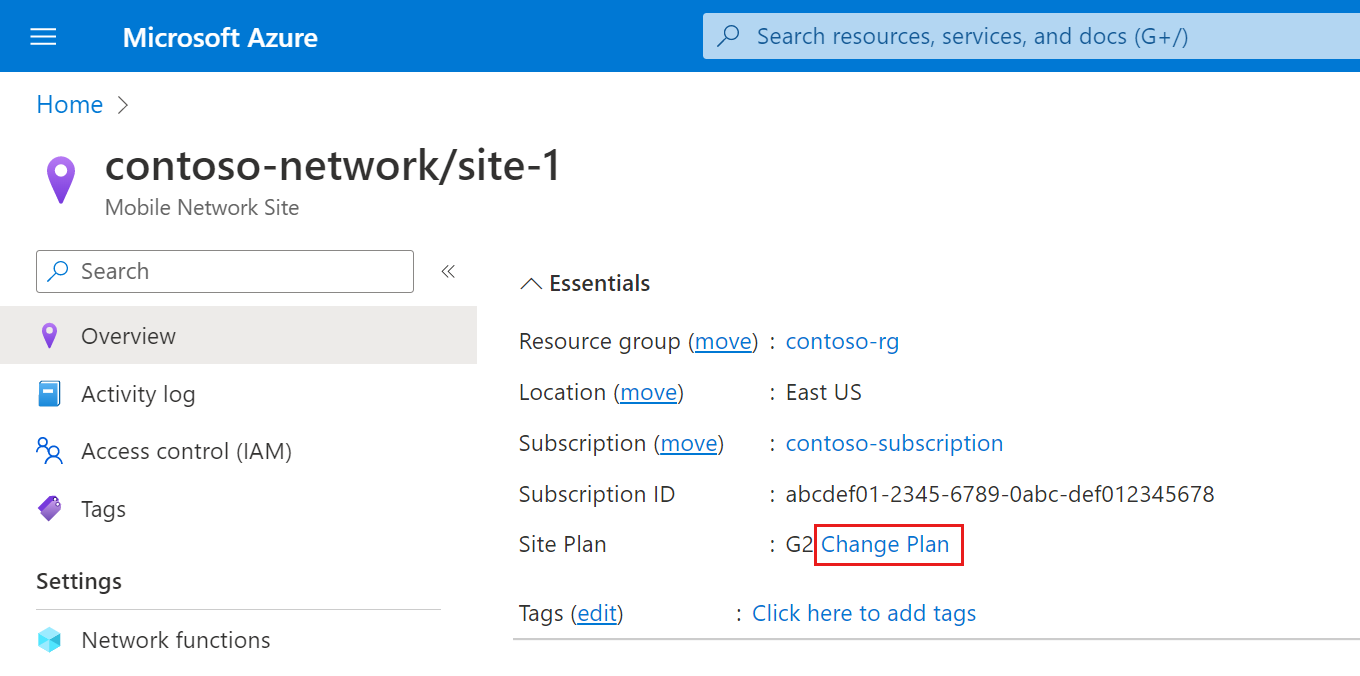 Microsoft Azure
Search resources, services, and docs (G+/)
Home
contoso-network/site-1
Mobile Network Site
Search
Overview
Activity log
Access control (IAM)
Tags
Settings
Network functions
Essentials
Resource group (move) : contoso-rg
Location (move) : East US
Subscription (move) : contoso-subscription
Subscription ID : abcdef01-2345-6789-0abc-def012345678
Site Plan : G2 Change Plan
Tags (edit) : Click here to add tags